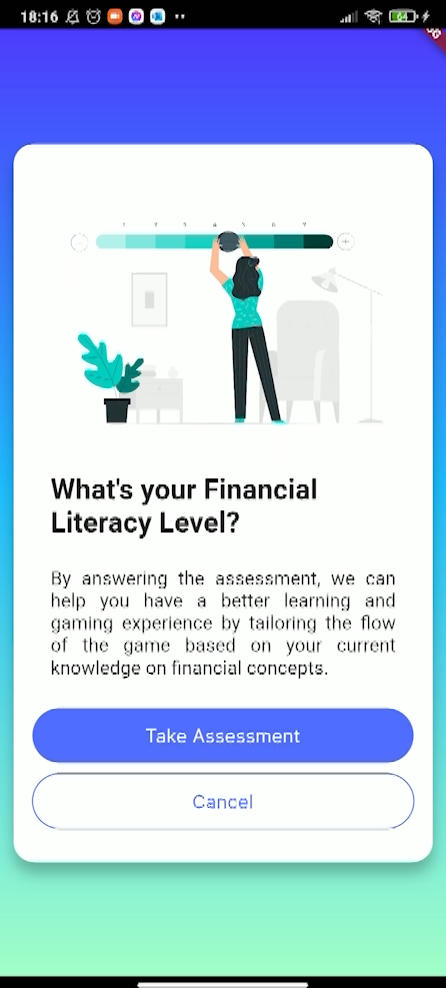 18:16
64
1 2 3 4 5 6 7
What's your Financial
Literacy Level?
By answering the assessment, we can
help you have a better learning and
gaming experience by tailoring the flow
of the game based on your current
knowledge on financial concepts.
Take Assessment
Cancel